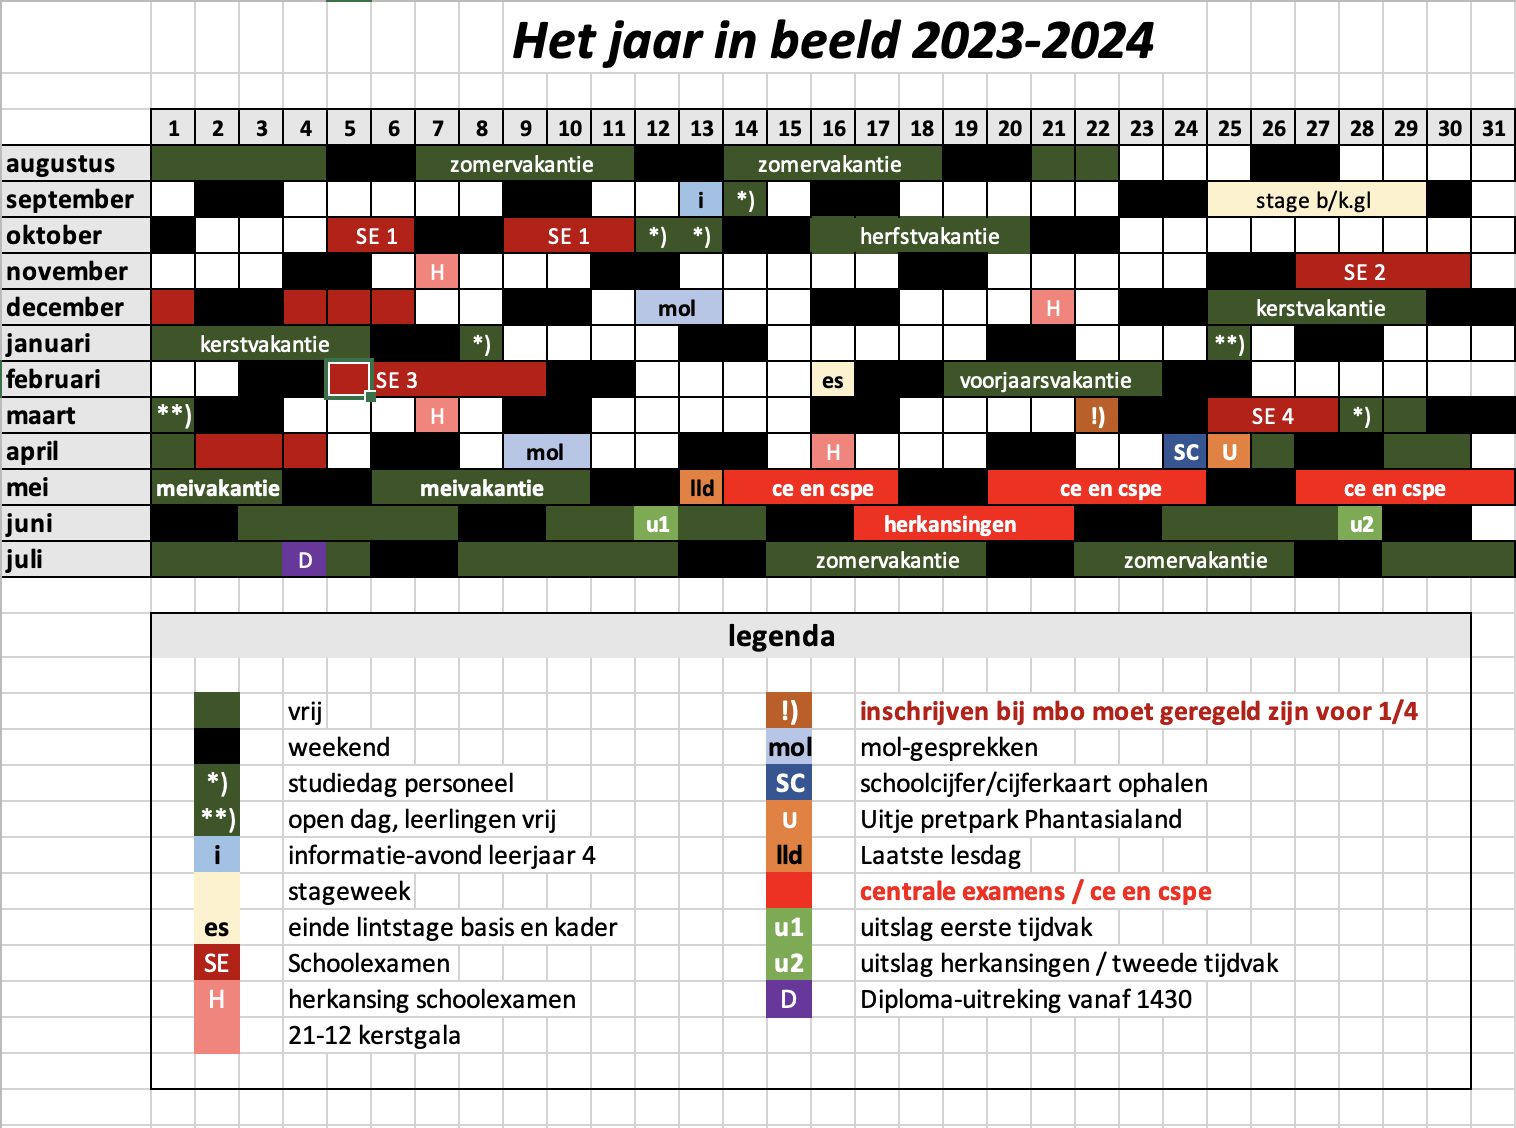 Het jaar in beeld 2023-2024
1 2 3 4 5 6 7 8 9 10 11 12 13 14 15 16 17 18 19 20 21 22 23 24 25 26 27 28 29 30 31
augustus zomervakantie zomervakantie
september i *) stage b/k.gl
oktober SE 1 SE 1 *) *) herfstvakantie
november H SE 2
december mol H kerstvakantie
januari kerstvakantie *) **)
februari SE 3 es voorjaarsvakantie
maart **) H !) SE 4 *)
april mol H SC U
mei meivakantie meivakantie lld ce en cspe ce en cspe ce en cspe
juni u1 herkansingen u2
juli D zomervakantie zomervakantie
legenda
vrij !) inschrijven bij mbo moet geregeld zijn voor 1/4
weekend mol mol-gesprekken
*) studiedag personeel SC schoolcijfer/cijferkaart ophalen
**) open dag, leerlingen vrij U Uitje pretpark Phantasialand
i informatie-avond leerjaar 4 lld Laatste lesdag
stageweek centrale examens / ce en cspe
es einde lintstage basis en kader u1 uitslag eerste tijdvak
SE Schoolexamen u2 uitslag herkansingen / tweede tijdvak
H herkansing schoolexamen D Diploma-uitreking vanaf 1430
21-12 kerstgala